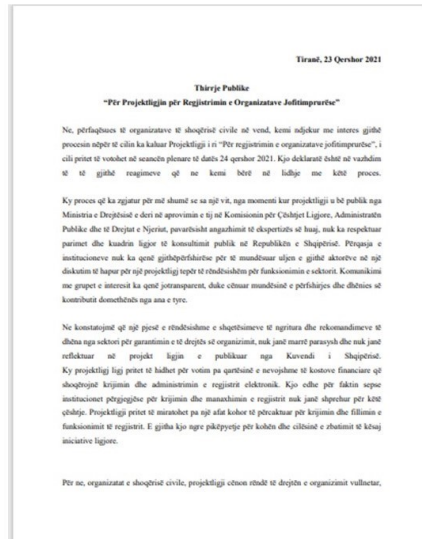 Tiranë, 23 Qershor 2021
Thirrje Publike
“Për Projektligjin për Regjistrimin e Organizatave Jofitimprurëse”
Ne, përfaqësues të organizatave të shoqërisë civile në vend, kemi ndjekur me interes gjithë
procesin nëpër të cilin ka kaluar Projektligji i ri “Për regjistrimin e organizatave jofitimprurëse”, i
cili pritet të votohet në seancën plenare të datës 24 qershor 2021. Kjo deklaratë është në vazhdim
të të gjithë reagimeve që ne kemi bërë në lidhje me këtë proces.
Ky proces që ka zgjatur për më shumë se sa një vit, nga momenti kur projektligji u bë publik nga
Ministria e Drejtësisë e deri në aprovimin e tij në Komisionin për Çështjet Ligjore, Administratën
Publike dhe të Drejtat e Njeriut, pavarësisht angazhimit të ekspertizës së huaj, nuk ka respektuar
parimet dhe kuadrin ligjor të konsultimit publik në Republikën e Shqipërisë. Përqasja e
institucioneve nuk ka qenë gjithëpërfshirëse për të mundësuar uljen e gjithë aktorëve në një
diskutim të hapur për një projektligj tepër të rëndësishëm për funksionimin e sektorit. Komunikimi
me grupet e interesit ka qenë jotransparent, duke cënuar mundësinë e përfshirjes dhe dhënies së
kontributit domethënës nga ana e tyre.
Ne konstatojmë që një pjesë e rëndësishme e shqetësimeve të ngritura dhe rekomandimeve të
dhëna nga sektori për garantimin e të drejtës së organizimit, nuk janë marrë parasysh dhe nuk janë
reflektuar në projekt ligjin e publikuar nga Kuvendi i Shqipërisë.
Ky projektligj ligj pritet të hidhet për votim pa qartësinë e nevojshme të kostove financiare që
shoqërojnë krijimin dhe administrimin e regjistrit elektronik. Kjo edhe për faktin sepse
institucionet përgjegjëse për krijimin dhe manaxhimin e regjistrit nuk janë shprehur për këtë
çështje. Projektligji pritet të miratohet pa një afat kohor të përcaktuar për krijimin dhe fillimin e
funksionimit të regjistrit. E gjitha kjo ngre pikëpyetje për kohën dhe cilësinë e zbatimit të kësaj
iniciative ligjore.
Për ne, organizatat e shoqërisë civile, projektligji cënon rëndë të drejtën e organizimit vullnetar,